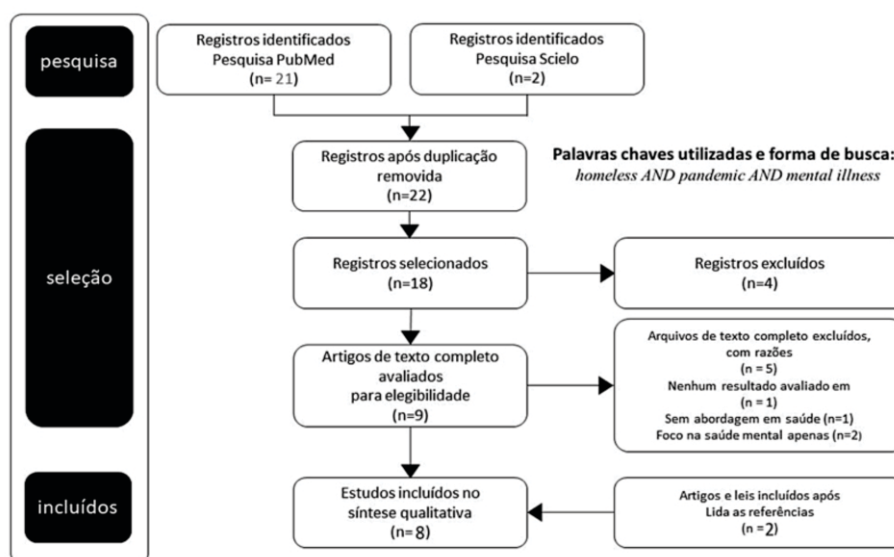 pesquisa
Registros identificados
Pesquisa PubMed
(n= 21)
Registros identificados
Pesquisa Scielo
(n=2)
seleção
Registros após duplicação
removida
(n=22)
Palavras chaves utilizadas e forma de busca:
homeless AND pandemic AND mental illness
Registros selecionados
(n=18)
Registros excluídos
(n=4)
Artigos de texto completo
avaliados
para elegibilidade
(n=9)
Arquivos de texto completo excluídos,
com razões
(n = 5)
Nenhum resultado avaliado em
(n = 1)
Sem abordagem em saúde (n=1)
Foco na saúde mental apenas (n=2)
incluídos
Estudos incluídos no
síntese qualitativa
(n= 8)
Artigos e leis incluídos após
Lida as referências
(n =2)